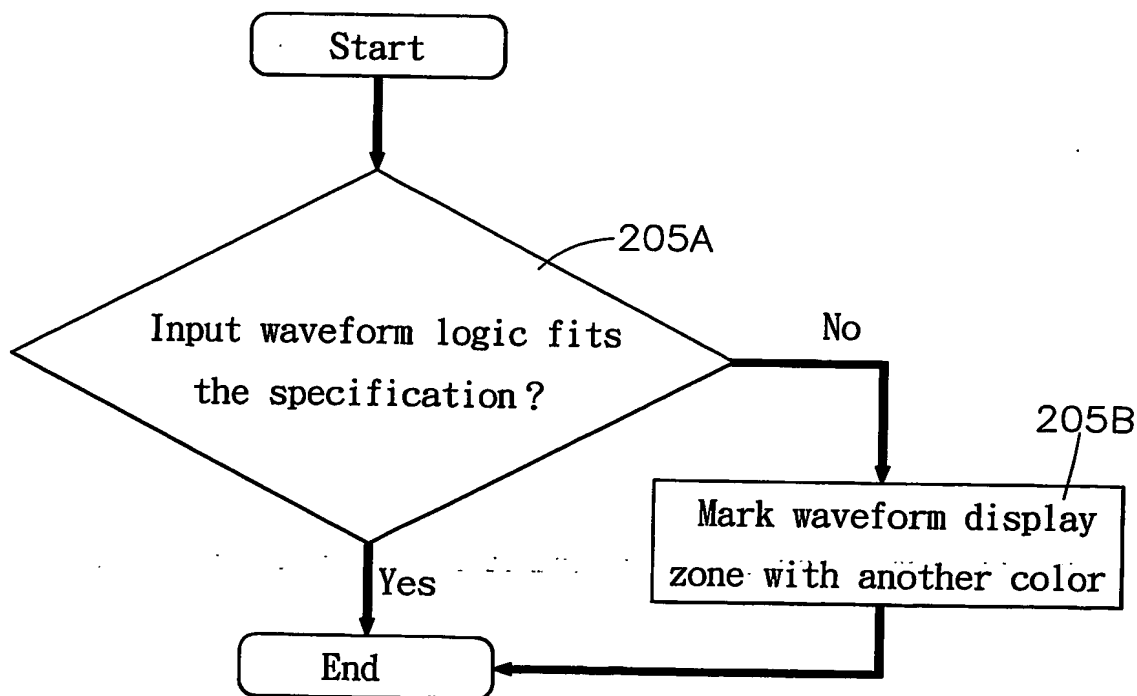 Start
205A
Input waveform logic fits
the specification?
No
205B
Mark waveform display
zone with another color
Yes
End